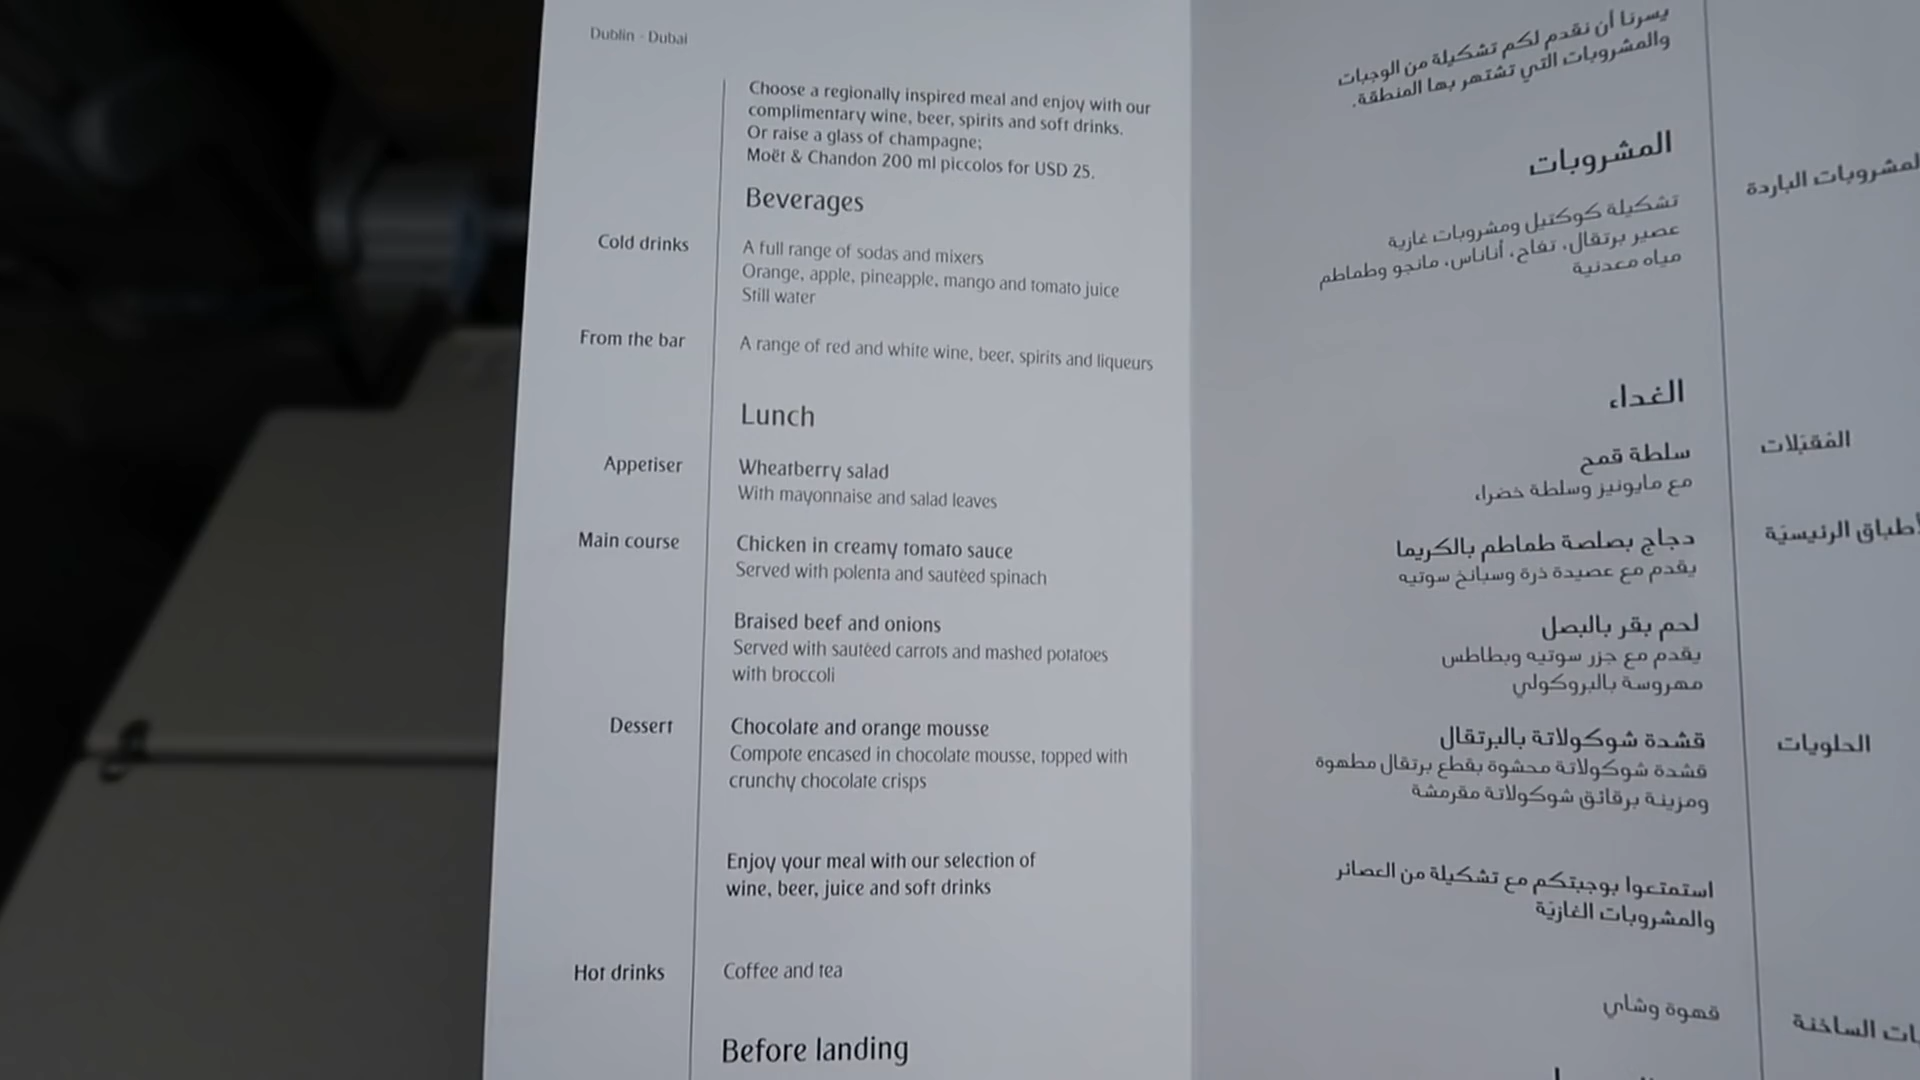 Dublin - Dubai
Choose a regionally inspired meal and enjoy with our
complimentary wine, beer, spirits and soft drinks.
Or raise a glass of champagne;
Moët & Chandon 200 ml piccolos for USD 25.
Beverages
Cold drinks
A full range of sodas and mixers
Orange, apple, pineapple, mango and tomato juice
Still water
From the bar
A range of red and white wine, beer, spirits and liqueurs
Lunch
Appetiser
Wheatberry salad
With mayonnaise and salad leaves
Main course
Chicken in creamy tomato sauce
Served with polenta and sautéed spinach
Braised beef and onions
Served with sautéed carrots and mashed potatoes
with broccoli
Dessert
Chocolate and orange mousse
Compote encased in chocolate mousse, topped with
crunchy chocolate crisps
Enjoy your meal with our selection of
wine, beer, juice and soft drinks
Hot drinks
Coffee and tea
Before landing
يسرنا أن نقدم لكم تشكيلة من الوجبات
والمشروبات التي تشتهر بها المنطقة.
المشروبات
الباردة
تشكيلة كوكتيل ومشروبات غازية
عصير برتقال، تفاح، أناناس، مانجو وطماطم
مياه معدنية
الغداء
المُقبّلات
سلطة قمح
مع مايونيز وسلطة خضراء
الرئيسيّة
دجاج بصلصة طماطم بالكريما
يقدم مع عصيدة ذرة وسبانخ سوتيه
لحم بقر بالبصل
يقدم مع جزر سوتيه وبطاطس
مهروسة بالبروكولي
الحلويات
قشدة شوكولاتة بالبرتقال
قشدة شوكولاتة محشوة بقطع برتقال مطهوة
ومزينة برقائق شوكولاتة مقرمشة
استمتعوا بوجبتكم مع تشكيلة من العصائر
والمشروبات الغازيّة
الساخنة
قهوة وشاي